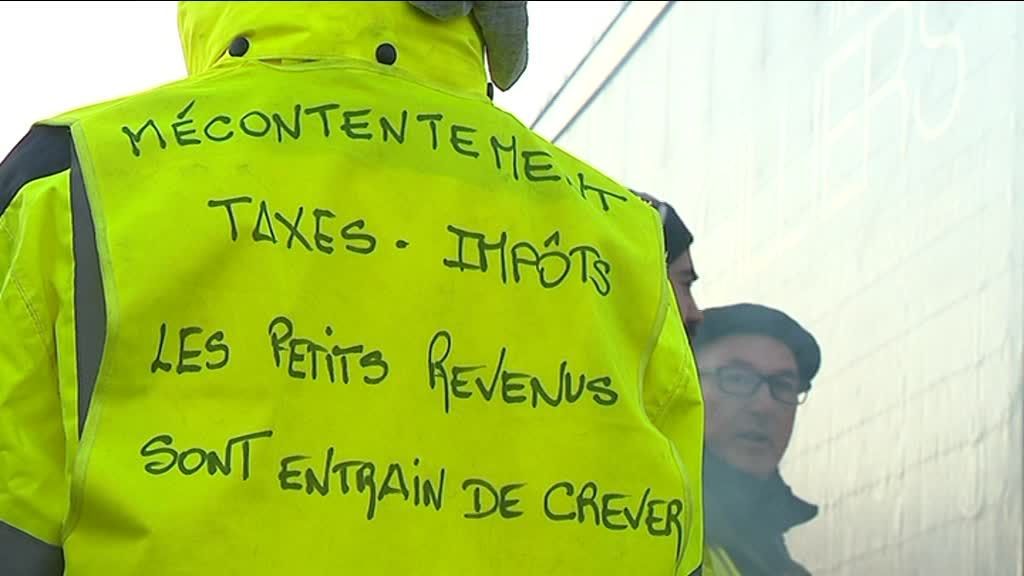 MÉCONTENTEMENT
TAXES. IMPÔTS
LES PETITS REVENUS
SONT ENTRAIN DE CREVER